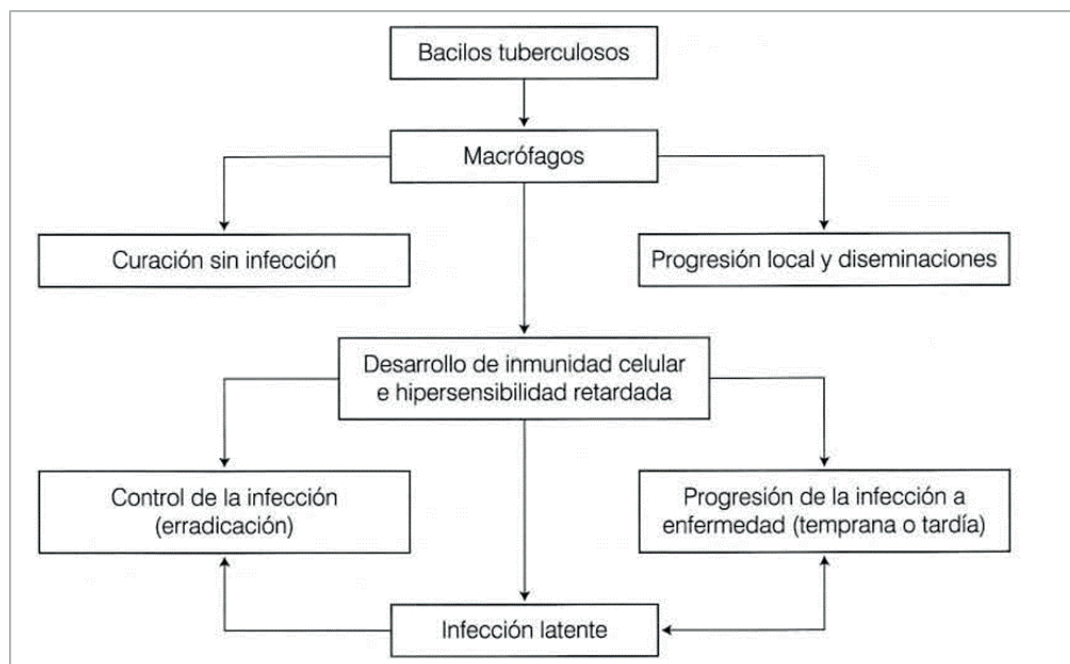 Bacilos tuberculosos
Macrófagos
Curación sin infección
Progresión local y diseminaciones
Desarrollo de inmunidad celular
e hipersensibilidad retardada
Control de la infección
(erradicación)
Progresión de la infección a
enfermedad (temprana o tardía)
Infección latente